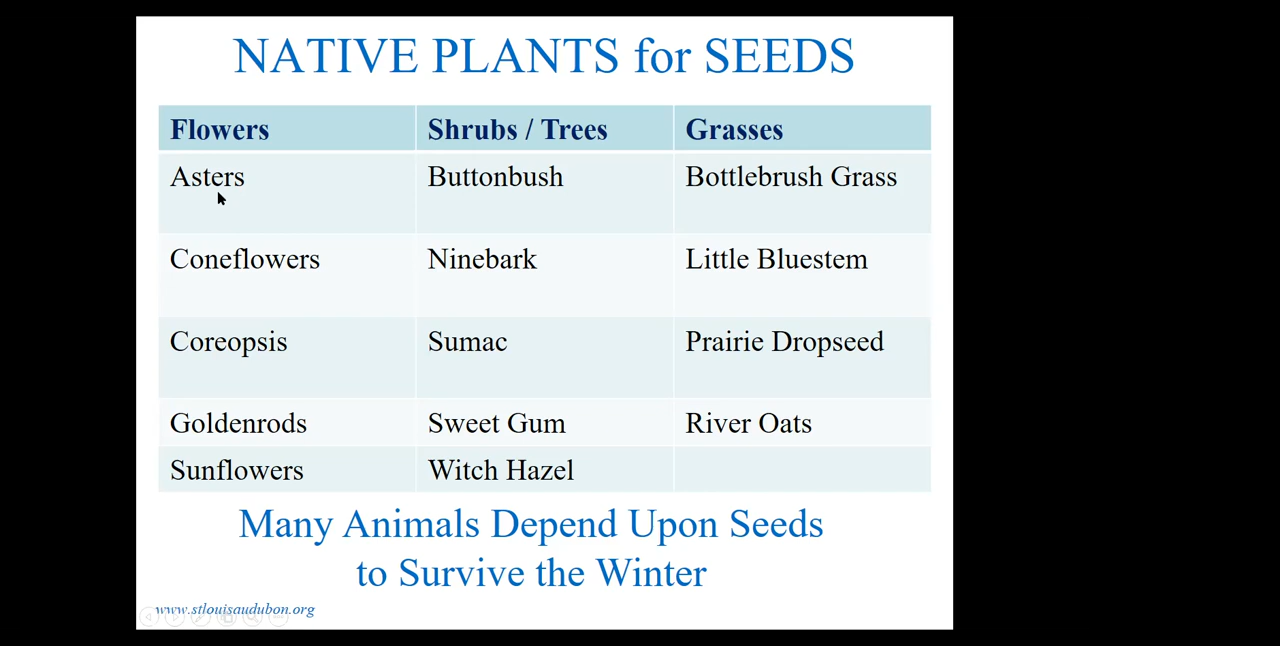 NATIVE PLANTS for SEEDS
Flowers Shrubs / Trees Grasses
Asters Buttonbush Bottlebrush Grass
Coneflowers Ninebark Little Bluestem
Coreopsis Sumac Prairie Dropseed
Goldenrods Sweet Gum River Oats
Sunflowers Witch Hazel
Many Animals Depend Upon Seeds
to Survive the Winter
www.stlouisaudubon.org